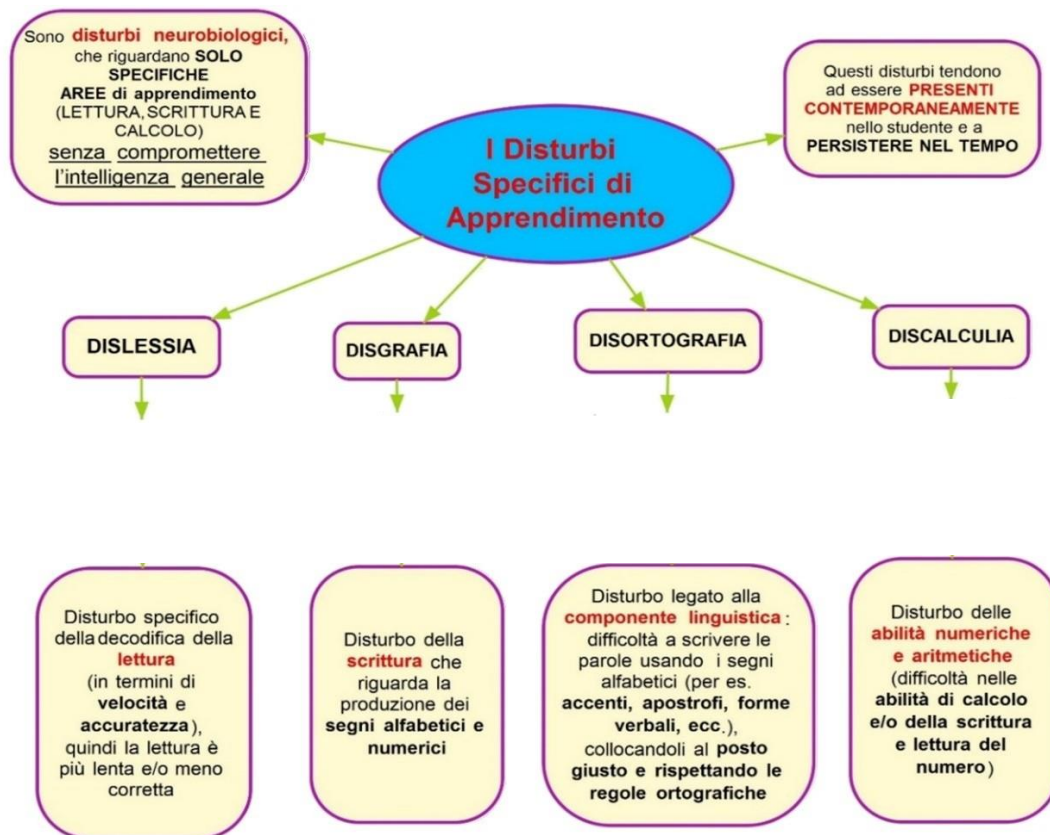 Sono disturbi neurobiologici,
che riguardano SOLO
SPECIFICHE
AREE di apprendimento
(LETTURA, SCRITTURA E
CALCOLO)
senza compromettere
l'intelligenza generale
I Disturbi
Specifici di
Apprendimento
Questi disturbi tendono
ad essere PRESENTI
CONTEMPORANEAMENTE
nello studente e a
PERSISTERE NEL TEMPO
DISLESSIA
DISGRAFIA
DISORTOGRAFIA
DISCALCULIA
Disturbo specifico
della decodifica della
lettura
(in termini di
velocità e
accuratezza),
quindi la lettura è
più lenta e/o meno
corretta
Disturbo della
scrittura che
riguarda la
produzione dei
segni alfabetici e
numerici
Disturbo legato alla
componente linguistica :
difficoltà a scrivere le
parole usando i segni
alfabetici (per es.
accenti, apostrofi, forme
verbali, ecc.),
collocandoli al posto
giusto e rispettando le
regole ortografiche
Disturbo delle
abilità numeriche
e aritmetiche
(difficoltà nelle
abilità di calcolo
e/o della scrittura
e lettura del
numero)